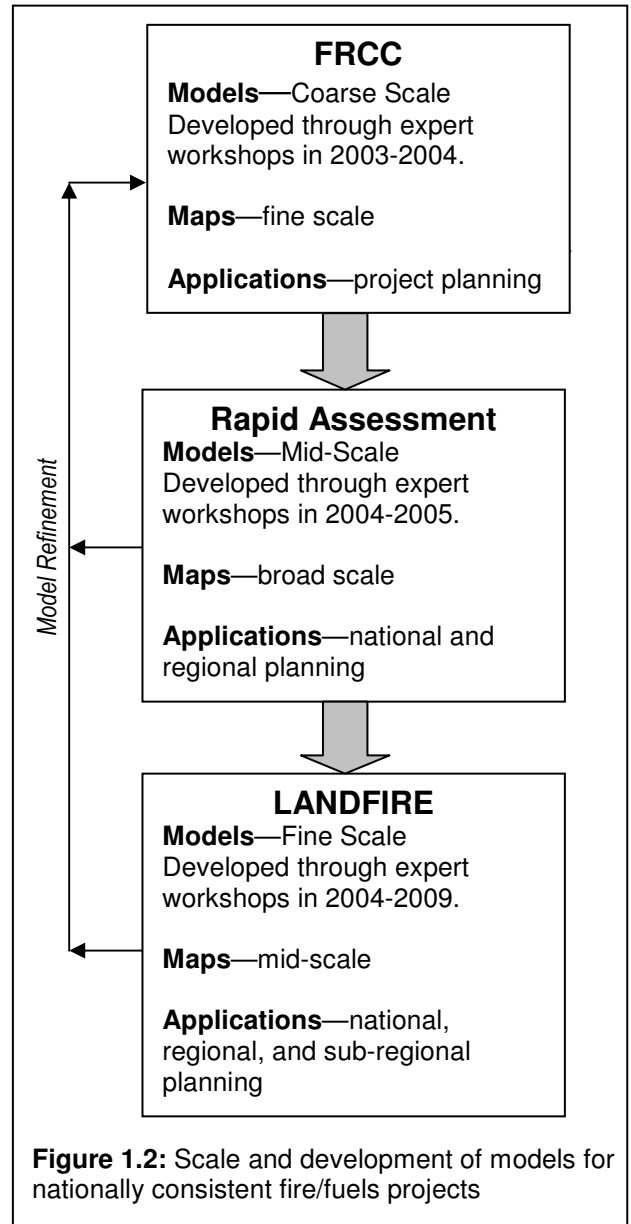 FRCC
Models—Coarse Scale
Developed through expert
workshops in 2003-2004.
Maps—fine scale
Applications—project planning
Rapid Assessment
Models—Mid-Scale
Developed through expert
workshops in 2004-2005.
Maps—broad scale
Applications—national and
regional planning
Model Refinement
LANDFIRE
Models—Fine Scale
Developed through expert
workshops in 2004-2009.
Maps—mid-scale
Applications—national,
regional, and sub-regional
planning
Figure 1.2: Scale and development of models for
nationally consistent fire/fuels projects